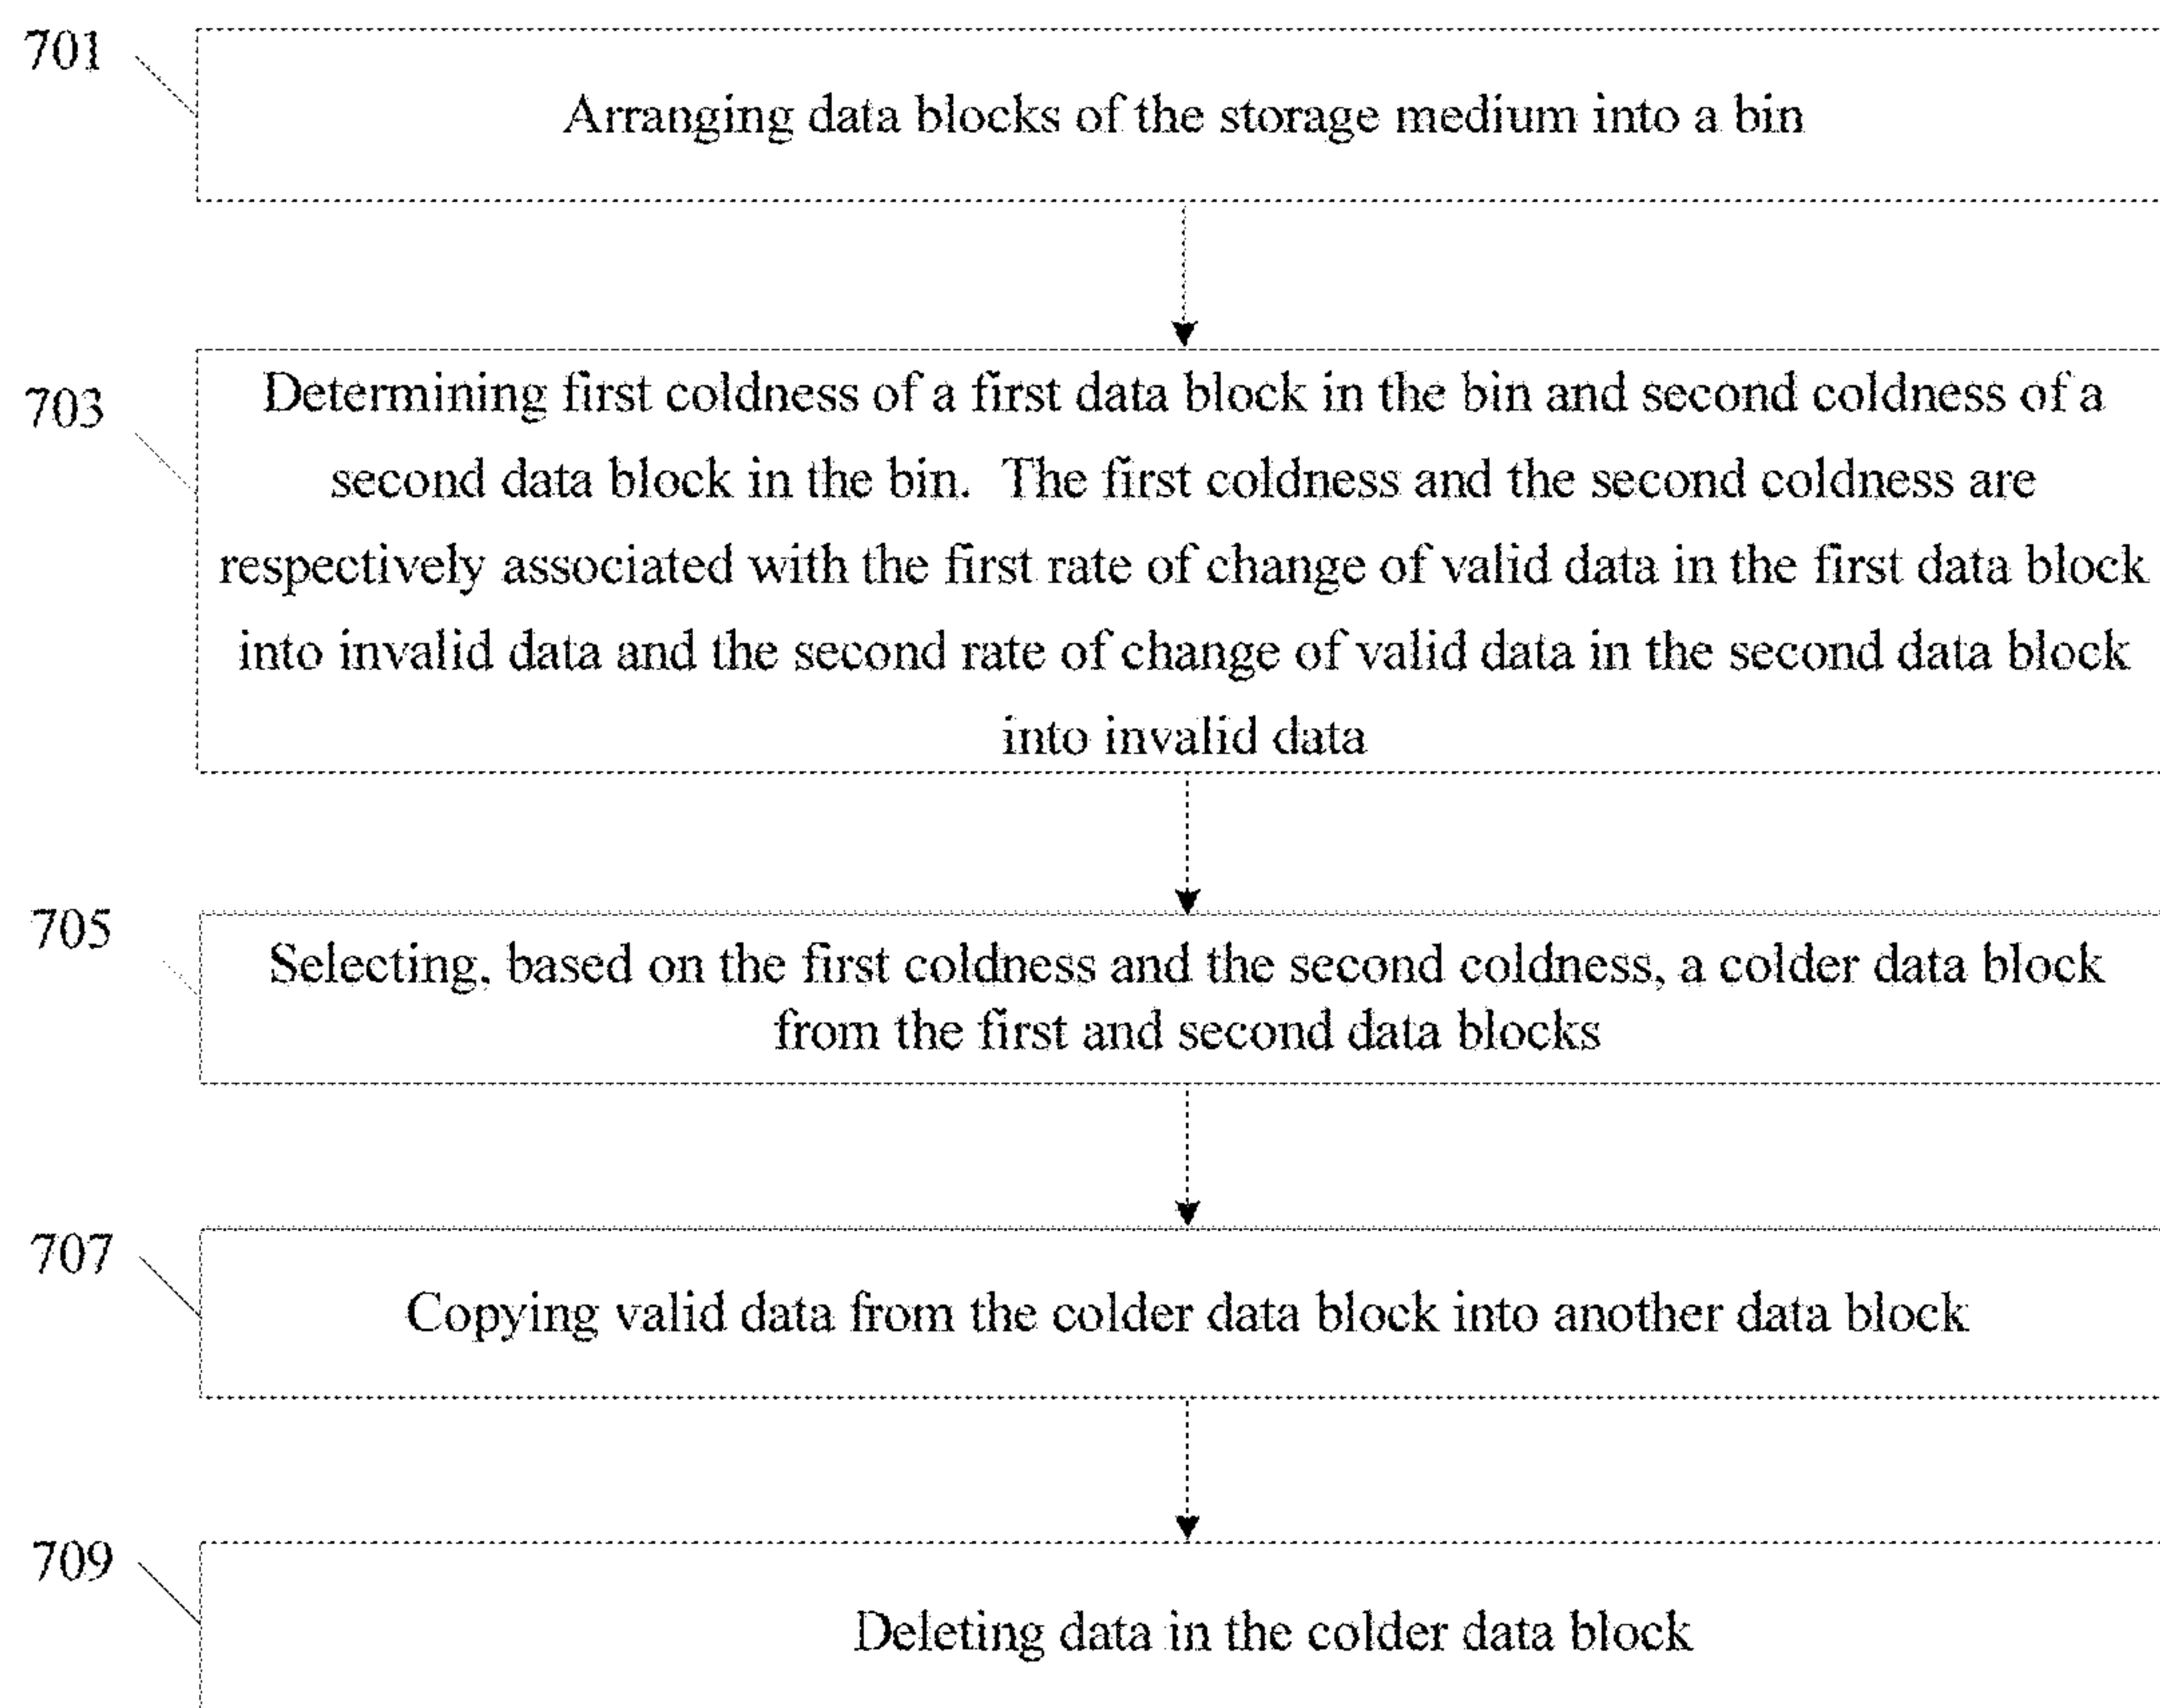 701
Arranging data blocks of the storage medium into a bin
703
Determining first coldness of a first data block in the bin and second coldness of a
second data block in the bin. The first coldness and the second coldness are
respectively associated with the first rate of change of valid data in the first data block
into invalid data and the second rate of change of valid data in the second data block
into invalid data
705
Selecting, based on the first coldness and the second coldness, a colder data block
from the first and second data blocks
707
Copying valid data from the colder data block into another data block
709
Deleting data in the colder data block